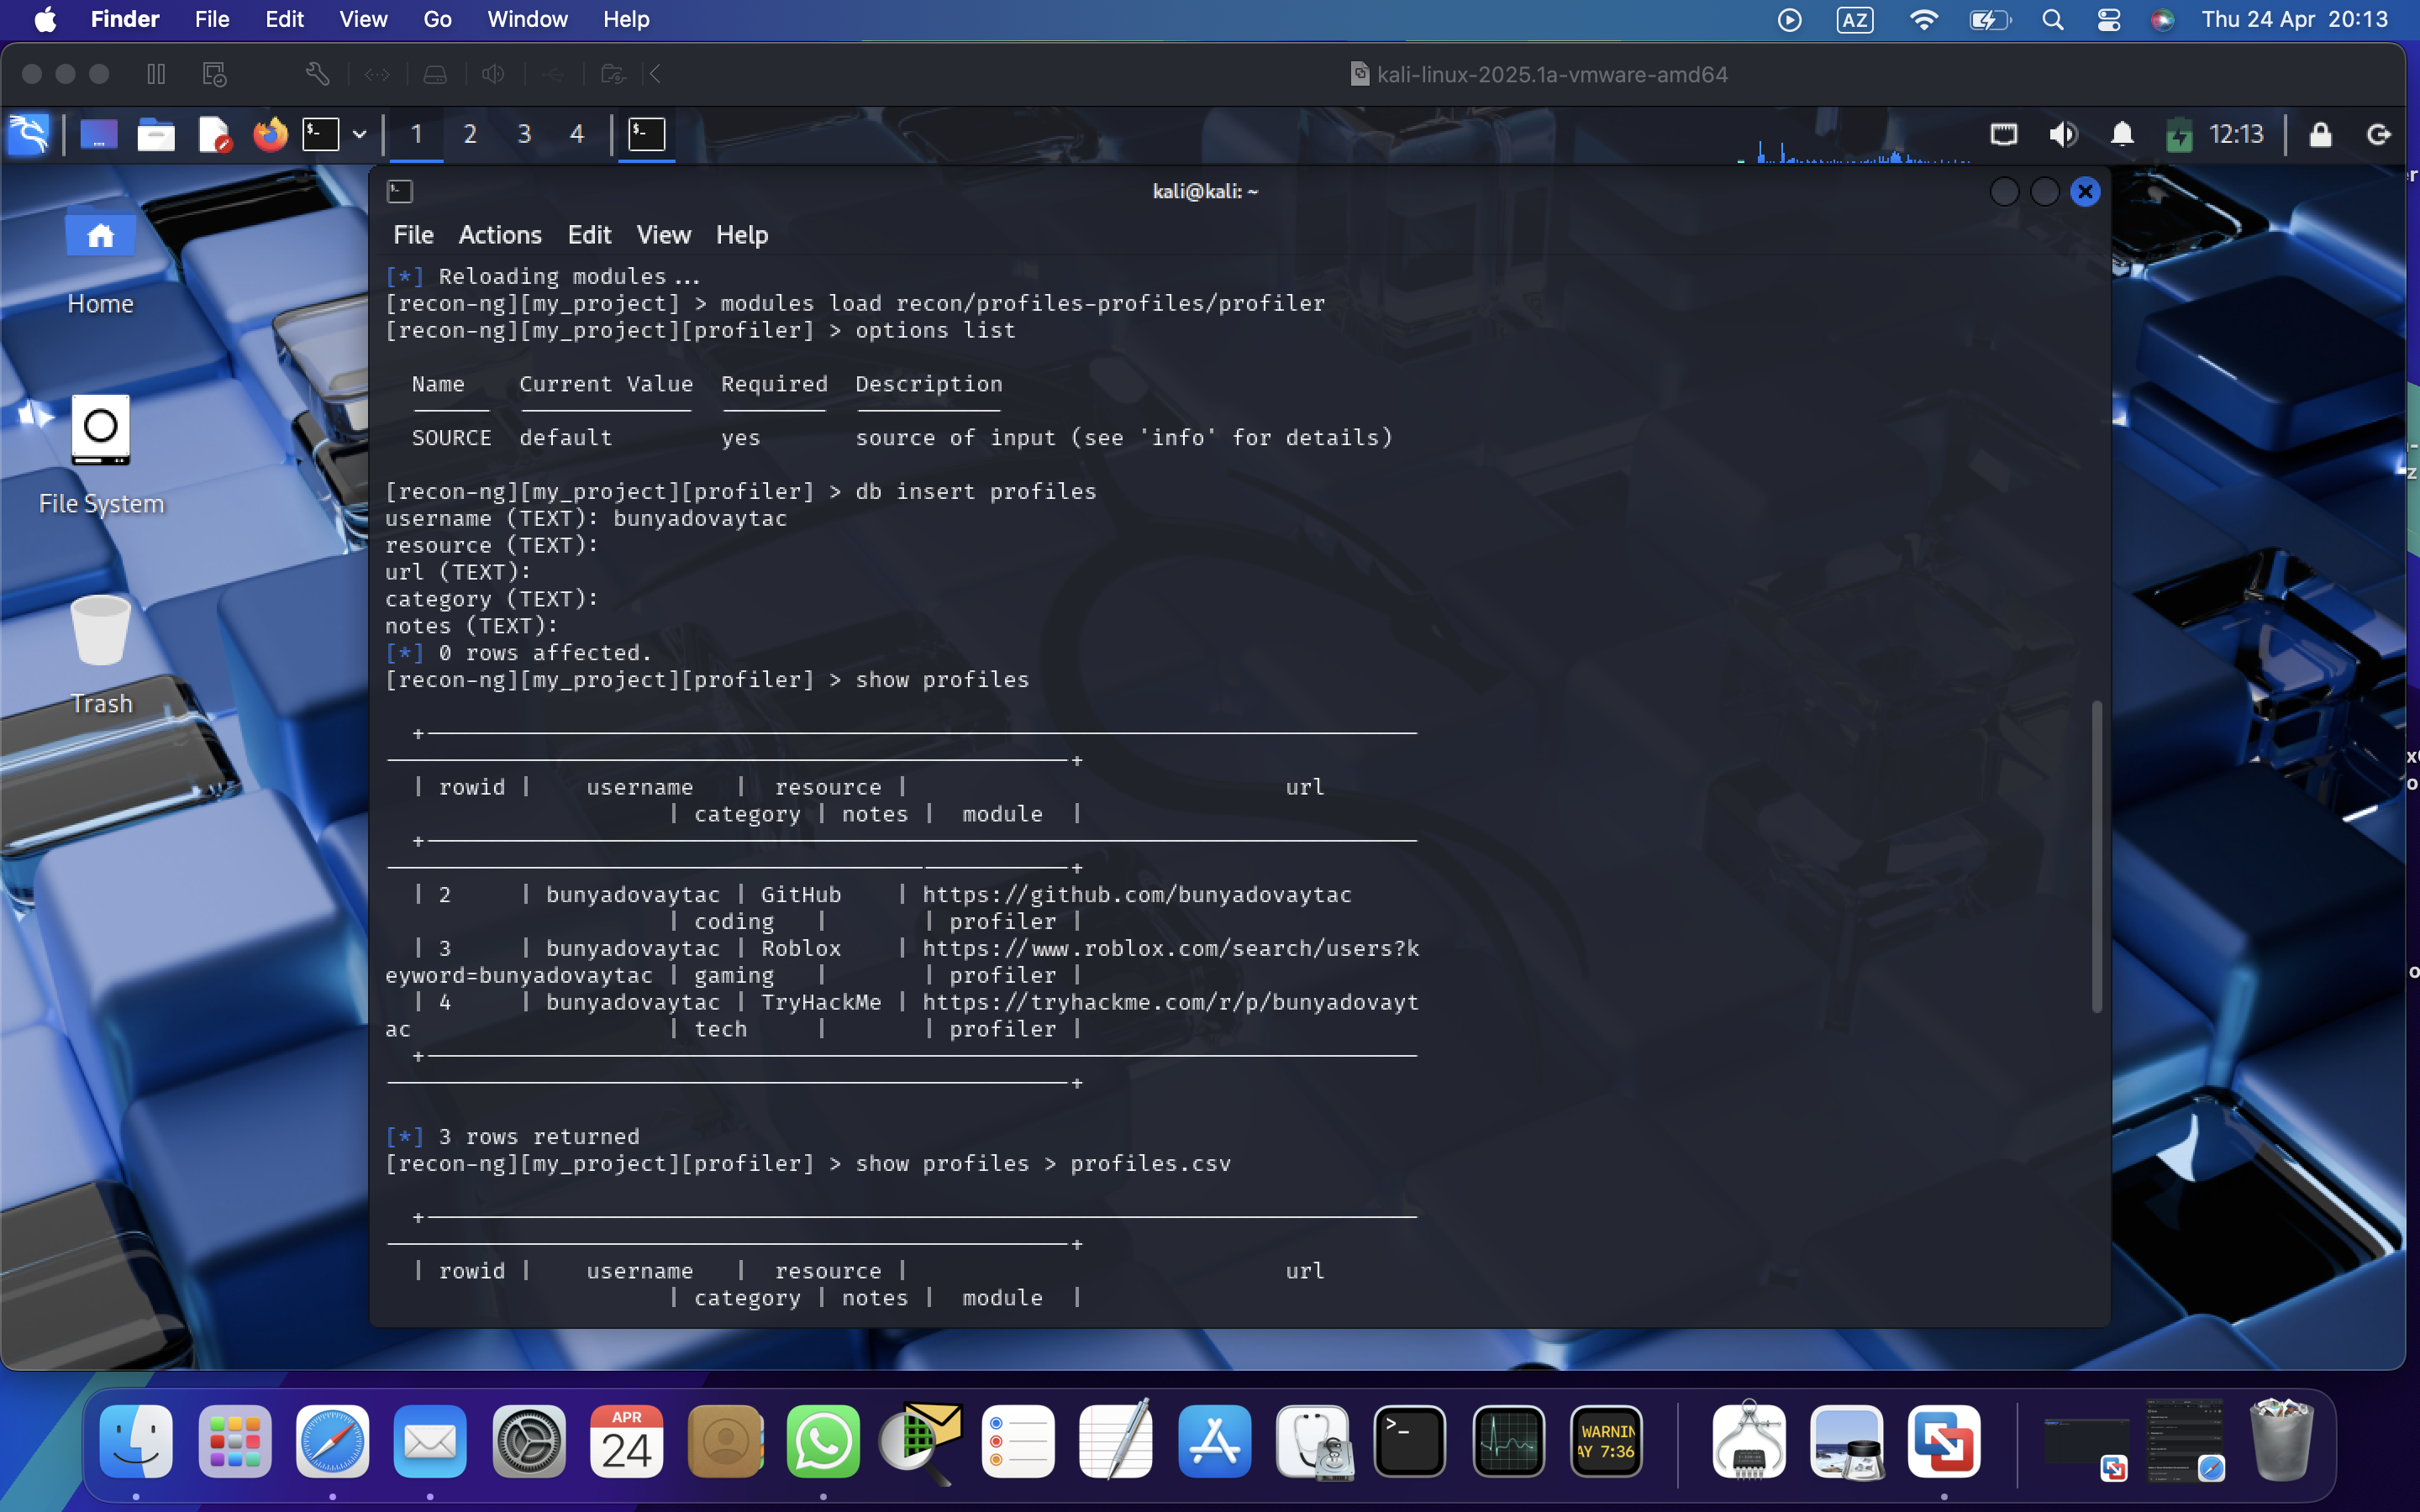 Finder File Edit View Go Window Help AZ Thu 24 Apr 20:13
kali-linux-2025.1a-vmware-amd64
1 2 3 4 12:13
kali@kali: ~
File Actions Edit View Help
Home
File System
Trash
[*] Reloading modules...
[recon-ng][my_project] > modules load recon/profiles-profiles/profiler
[recon-ng][my_project][profiler] > options list
Name Current Value Required Description
SOURCE default yes source of input (see 'info' for details)
[recon-ng][my_project][profiler] > db insert profiles
username (TEXT): bunyadovaytac
resource (TEXT):
url (TEXT):
category (TEXT):
notes (TEXT):
[*] 0 rows affected.
[recon-ng][my_project][profiler] > show profiles
| rowid | username | resource | url
| category | notes | module |
| 2 | bunyadovaytac | GitHub | https://github.com/bunyadovaytac
| coding | | profiler |
| 3 | bunyadovaytac | Roblox | https://www.roblox.com/search/users?k
eyword=bunyadovaytac | gaming | | profiler |
| 4 | bunyadovaytac | TryHackMe | https://tryhackme.com/r/p/bunyadovayt
ac | tech | | profiler |
[*] 3 rows returned
[recon-ng][my_project][profiler] > show profiles > profiles.csv
| rowid | username | resource | url
| category | notes | module |
APR
24
WARNIN
AY 7:36